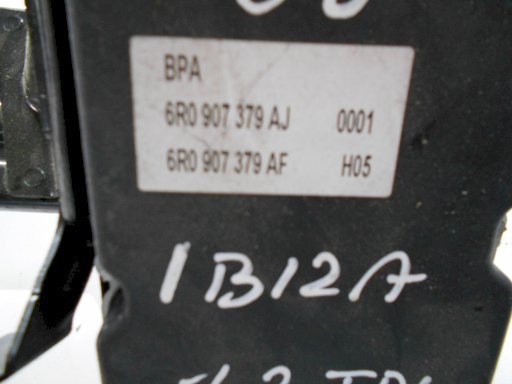 BPA
6R0 907 379 AJ 0001
6R0 907 379 AF H05
IBIZA